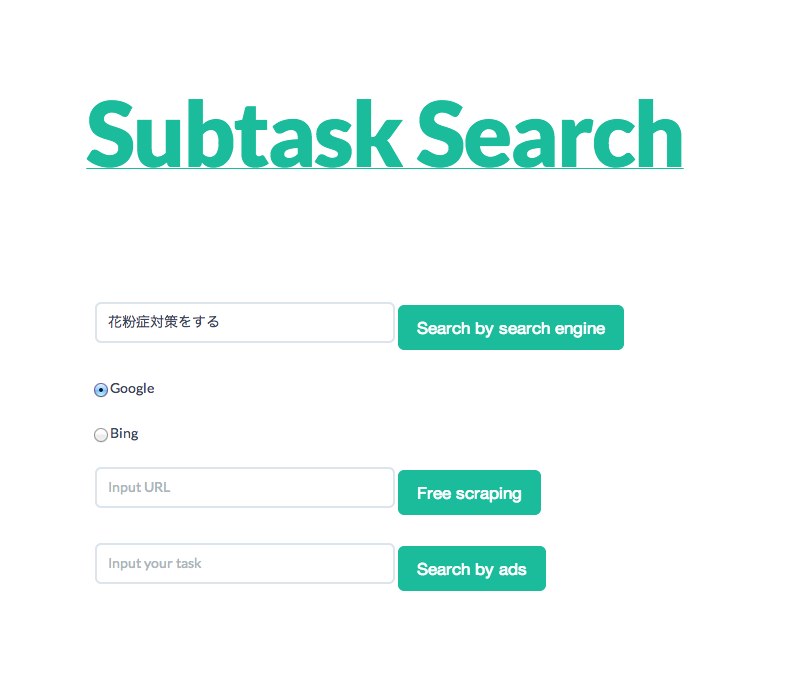 Subtask Search
花粉症対策をする
Search by search engine
Google
Bing
Input URL
Free scraping
Input your task
Search by ads